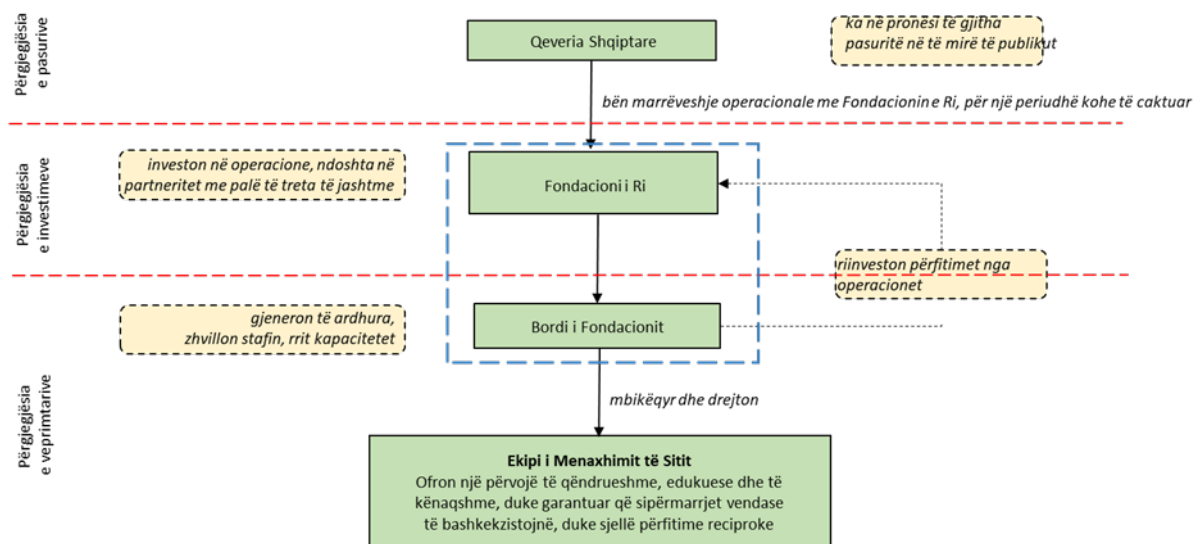 Përgjegjësia
e pasurive
Qeveria Shqiptare
ka në pronësi të gjitha
pasuritë në të mirë të publikut
bën marrëveshje operacionale me Fondacionin e Ri, për një periudhë kohe të caktuar
Përgjegjësia
e investimeve
investon në operacione, ndoshta në
partneritet me palë të treta të jashtme
Fondacioni i Ri
riinveston përfitimet nga
operacionet
Përgjegjësia
e veprimtarive
gjeneron të ardhura,
zhvillon stafin, rrit kapacitetet
Bordi i Fondacionit
mbikëqyr dhe drejton
Ekipi i Menaxhimit të Sitit
Ofron një përvojë të qëndrueshme, edukuese dhe të
kënaqshme, duke garantuar që sipërmarrjet vendase
të bashkekzistojnë, duke sjellë përfitime reciproke